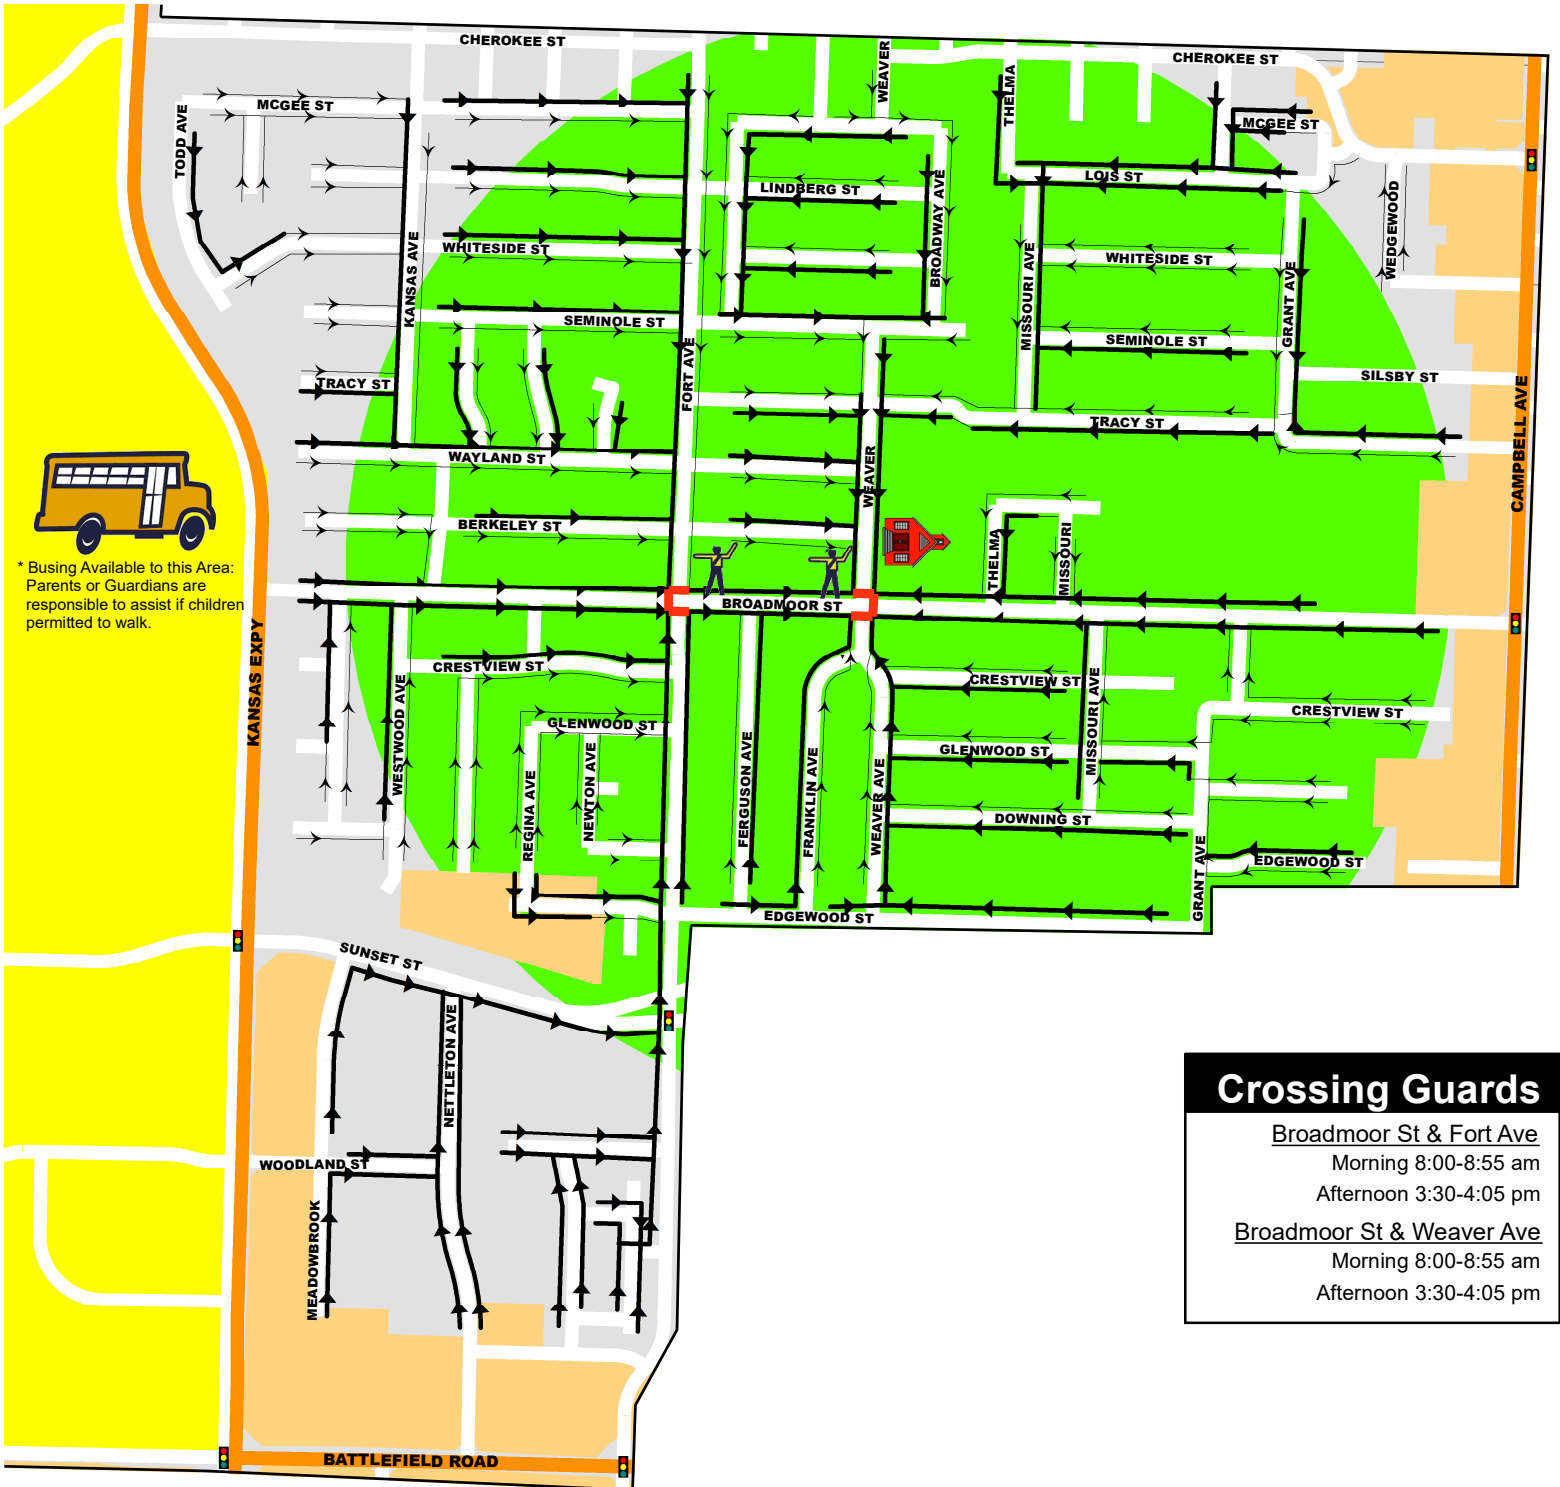 CHEROKEE ST
WEAVER
CHEROKEE ST
THELMA
MCGEE ST
TODD AVE
MCGEE ST
LOIS ST
LINDBERG ST
BROADWAY AVE
WEDGEWOOD
KANSAS AVE
WHITESIDE ST
MISSOURI AVE
WHITESIDE ST
GRANT AVE
SEMINOLE ST
SEMINOLE ST
FORT AVE
TRACY ST
SILSBY ST
CAMPBELL AVE
TRACY ST
WAYLAND ST
WEAVER
BERKELEY ST
THELMA
MISSOURI
* Busing Available to this Area:
Parents or Guardians are
responsible to assist if children
permitted to walk.
BROADMOOR ST
KANSAS EXPY
CRESTVIEW ST
WESTWOOD AVE
CRESTVIEW ST
MISSOURI AVE
CRESTVIEW ST
GLENWOOD ST
GLENWOOD ST
REGINA AVE
NEWTON AVE
FERGUSON AVE
FRANKLIN AVE
WEAVER AVE
DOWNING ST
GRANT AVE
EDGEWOOD ST
EDGEWOOD ST
SUNSET ST
NETTLETON AVE
WOODLAND ST
MEADOWBROOK
BATTLEFIELD ROAD
Crossing Guards
Broadmoor St & Fort Ave
Morning 8:00-8:55 am
Afternoon 3:30-4:05 pm
Broadmoor St & Weaver Ave
Morning 8:00-8:55 am
Afternoon 3:30-4:05 pm